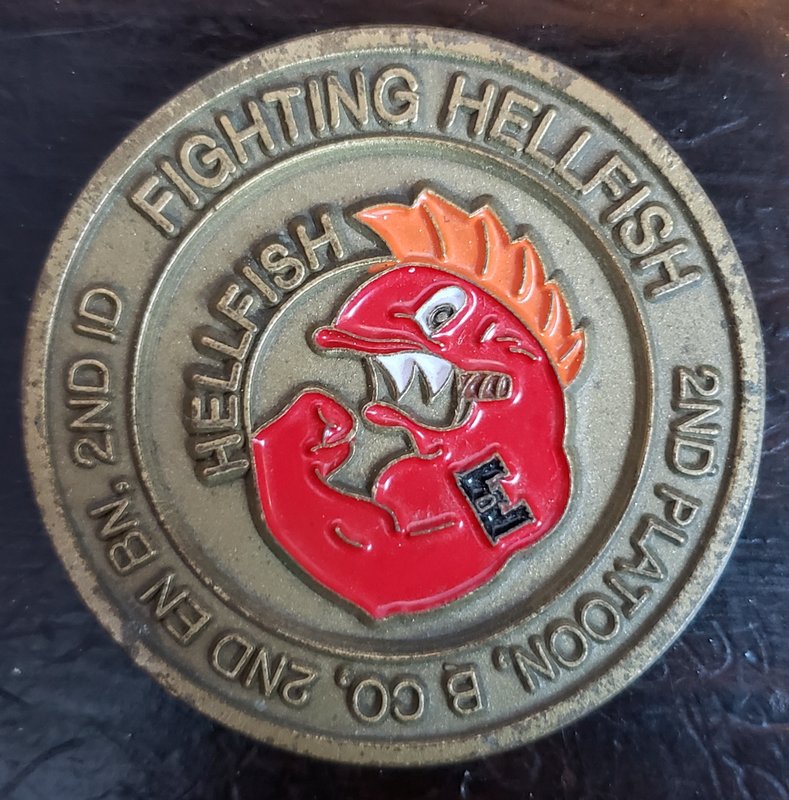 FIGHTING HELLFISH
HELLFISH
2ND PLATOON, B CO, 2ND EN BN, 2ND ID